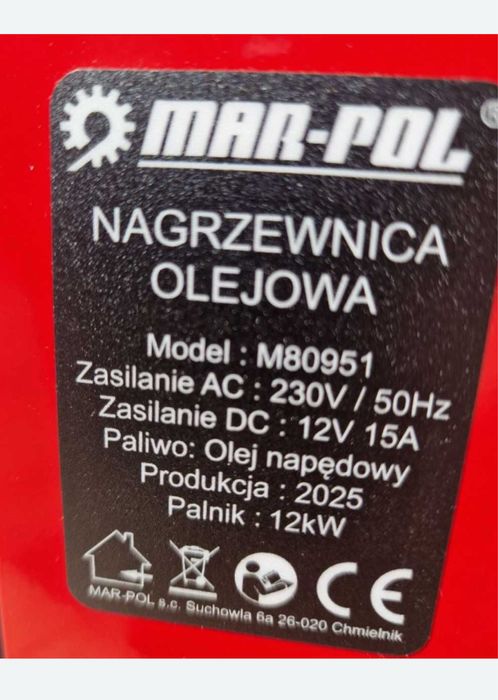 MAR-POL ®
NAGRZEWNICA
OLEJOWA
Model : M80951
Zasilanie AC : 230V / 50Hz
Zasilanie DC : 12V 15A
Paliwo: Olej napędowy
Produkcja : 2025
Palnik : 12kW
CE
MAR-POL s.c. Suchowla 6a 26-020 Chmielnik